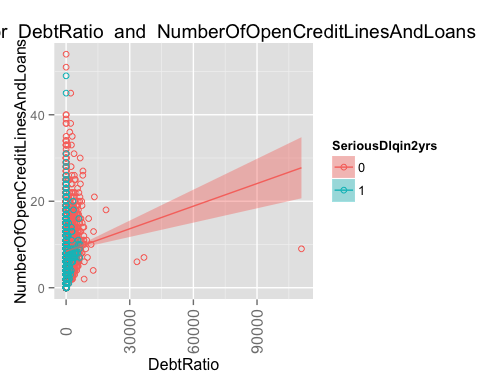 r DebtRatio and NumberOfOpenCreditLinesAndLoans
NumberOfOpenCreditLinesAndLoans
40
20
0
0
30000
60000
90000
DebtRatio
SeriousDlqin2yrs
0
1